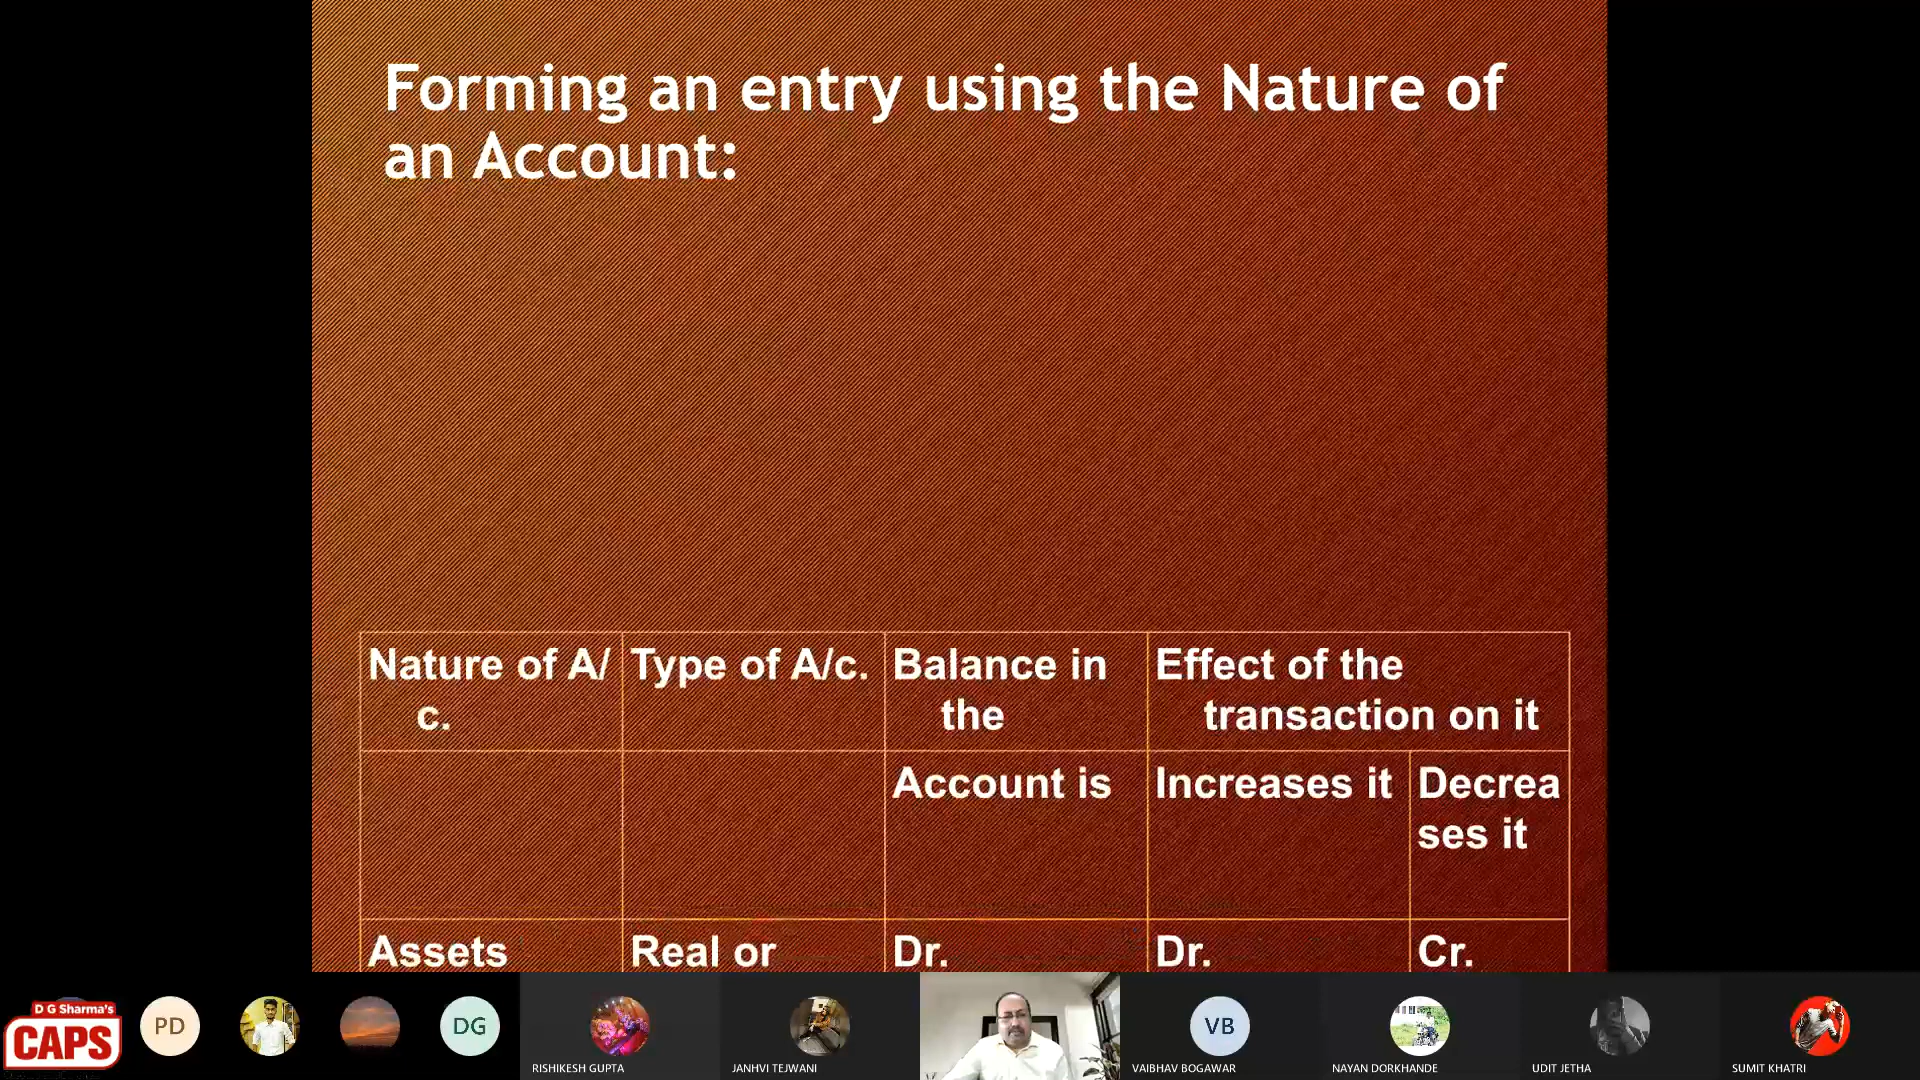 Forming an entry using the Nature of
an Account:
Nature of A/
c.
Type of A/c.
Balance in
the
Effect of the
transaction on it
Account is
Increases it
Decrea
ses it
Assets
Real or
Dr.
Dr.
Cr.
D G Sharma's
CAPS
PD
DG
RISHIKESH GUPTA
JANHVI TEJWANI
VB
VAIBHAV BOGAWAR
NAYAN DORKHANDE
UDIT JETHA
SUMIT KHATRI